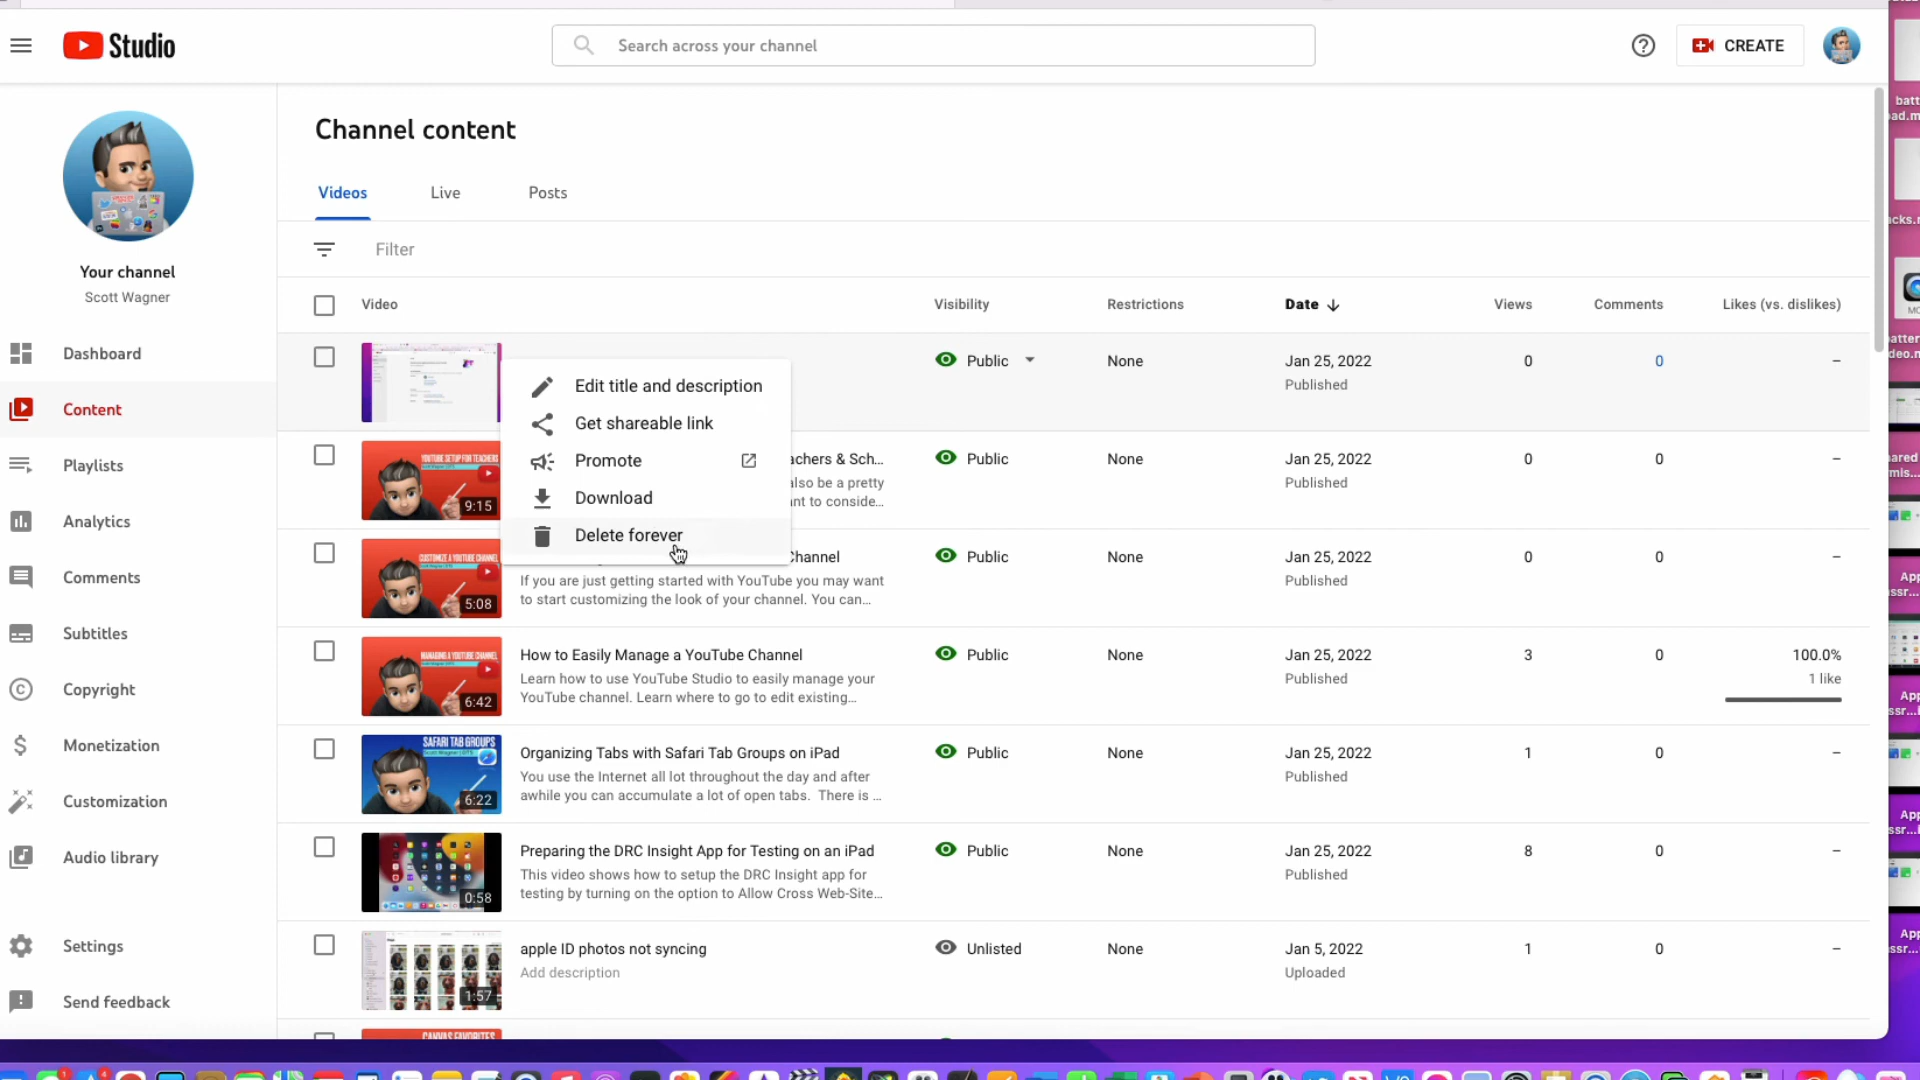 Studio
Search across your channel
CREATE
Your channel
Scott Wagner
Dashboard
Content
Playlists
Analytics
Comments
Subtitles
Copyright
Monetization
Customization
Audio library
Settings
Send feedback
Channel content
Videos Live Posts
Filter
Video Visibility Restrictions Date Views Comments Likes (vs. dislikes)
Public None Jan 25, 2022 0 0 –
Published
Edit title and description
Get shareable link
Promote
Download
Delete forever
YOUTUBE SETUP FOR TEACHERS
9:15
achers & Sch...
also be a pretty
nt to conside...
Public None Jan 25, 2022 0 0 –
Published
CUSTOMIZE A YOUTUBE CHANNEL
5:08
Channel
If you are just getting started with YouTube you may want
to start customizing the look of your channel. You can...
Public None Jan 25, 2022 0 0 –
Published
MANAGING A YOUTUBE CHANNEL
6:42
How to Easily Manage a YouTube Channel
Learn how to use YouTube Studio to easily manage your
YouTube channel. Learn where to go to edit existing...
Public None Jan 25, 2022 3 0 100.0%
Published 1 like
SAFARI TAB GROUPS
6:22
Organizing Tabs with Safari Tab Groups on iPad
You use the Internet all lot throughout the day and after
awhile you can accumulate a lot of open tabs. There is ...
Public None Jan 25, 2022 1 0 –
Published
0:58
Preparing the DRC Insight App for Testing on an iPad
This video shows how to setup the DRC Insight app for
testing by turning on the option to Allow Cross Web-Site...
Public None Jan 25, 2022 8 0 –
Published
1:57
apple ID photos not syncing
Add description
Unlisted None Jan 5, 2022 1 0 –
Uploaded
CANVAS FAVORITES